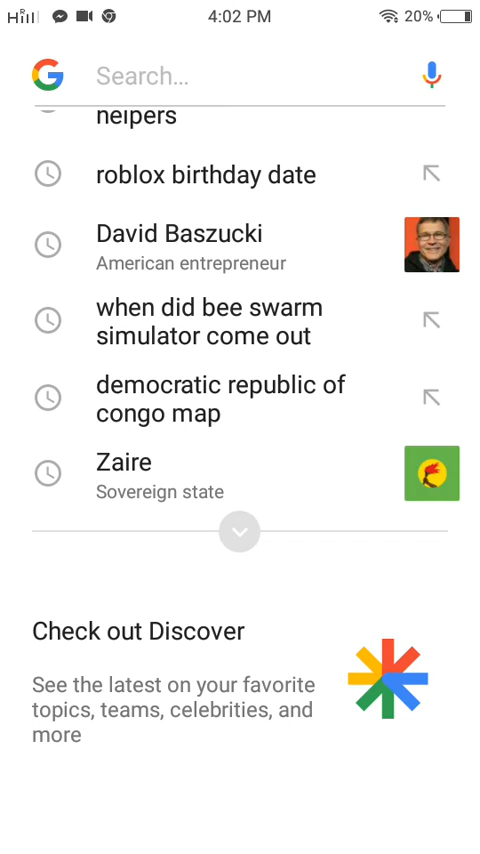 4:02 PM
20%
Search...
helpers
roblox birthday date
David Baszucki
American entrepreneur
when did bee swarm
simulator come out
democratic republic of
congo map
Zaire
Sovereign state
Check out Discover
See the latest on your favorite
topics, teams, celebrities, and
more